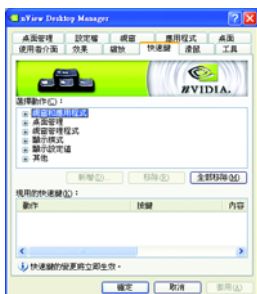 nView Desktop Manager
桌面管理 設定檔 視窗 應用程式 桌面
使用者介面 效果 縮放 快速鍵 滑鼠 工具
NVIDIA.
選擇動作(C)：
視窗和應用程式
桌面管理
視窗管理程式
顯示模式
顯示設定值
其他
新增(D)... 移除(R) 全部移除(M)
現用的快速鍵(K)：
動作 按鍵 內容
快速鍵的變更將立即生效。
確定 取消 套用(A)